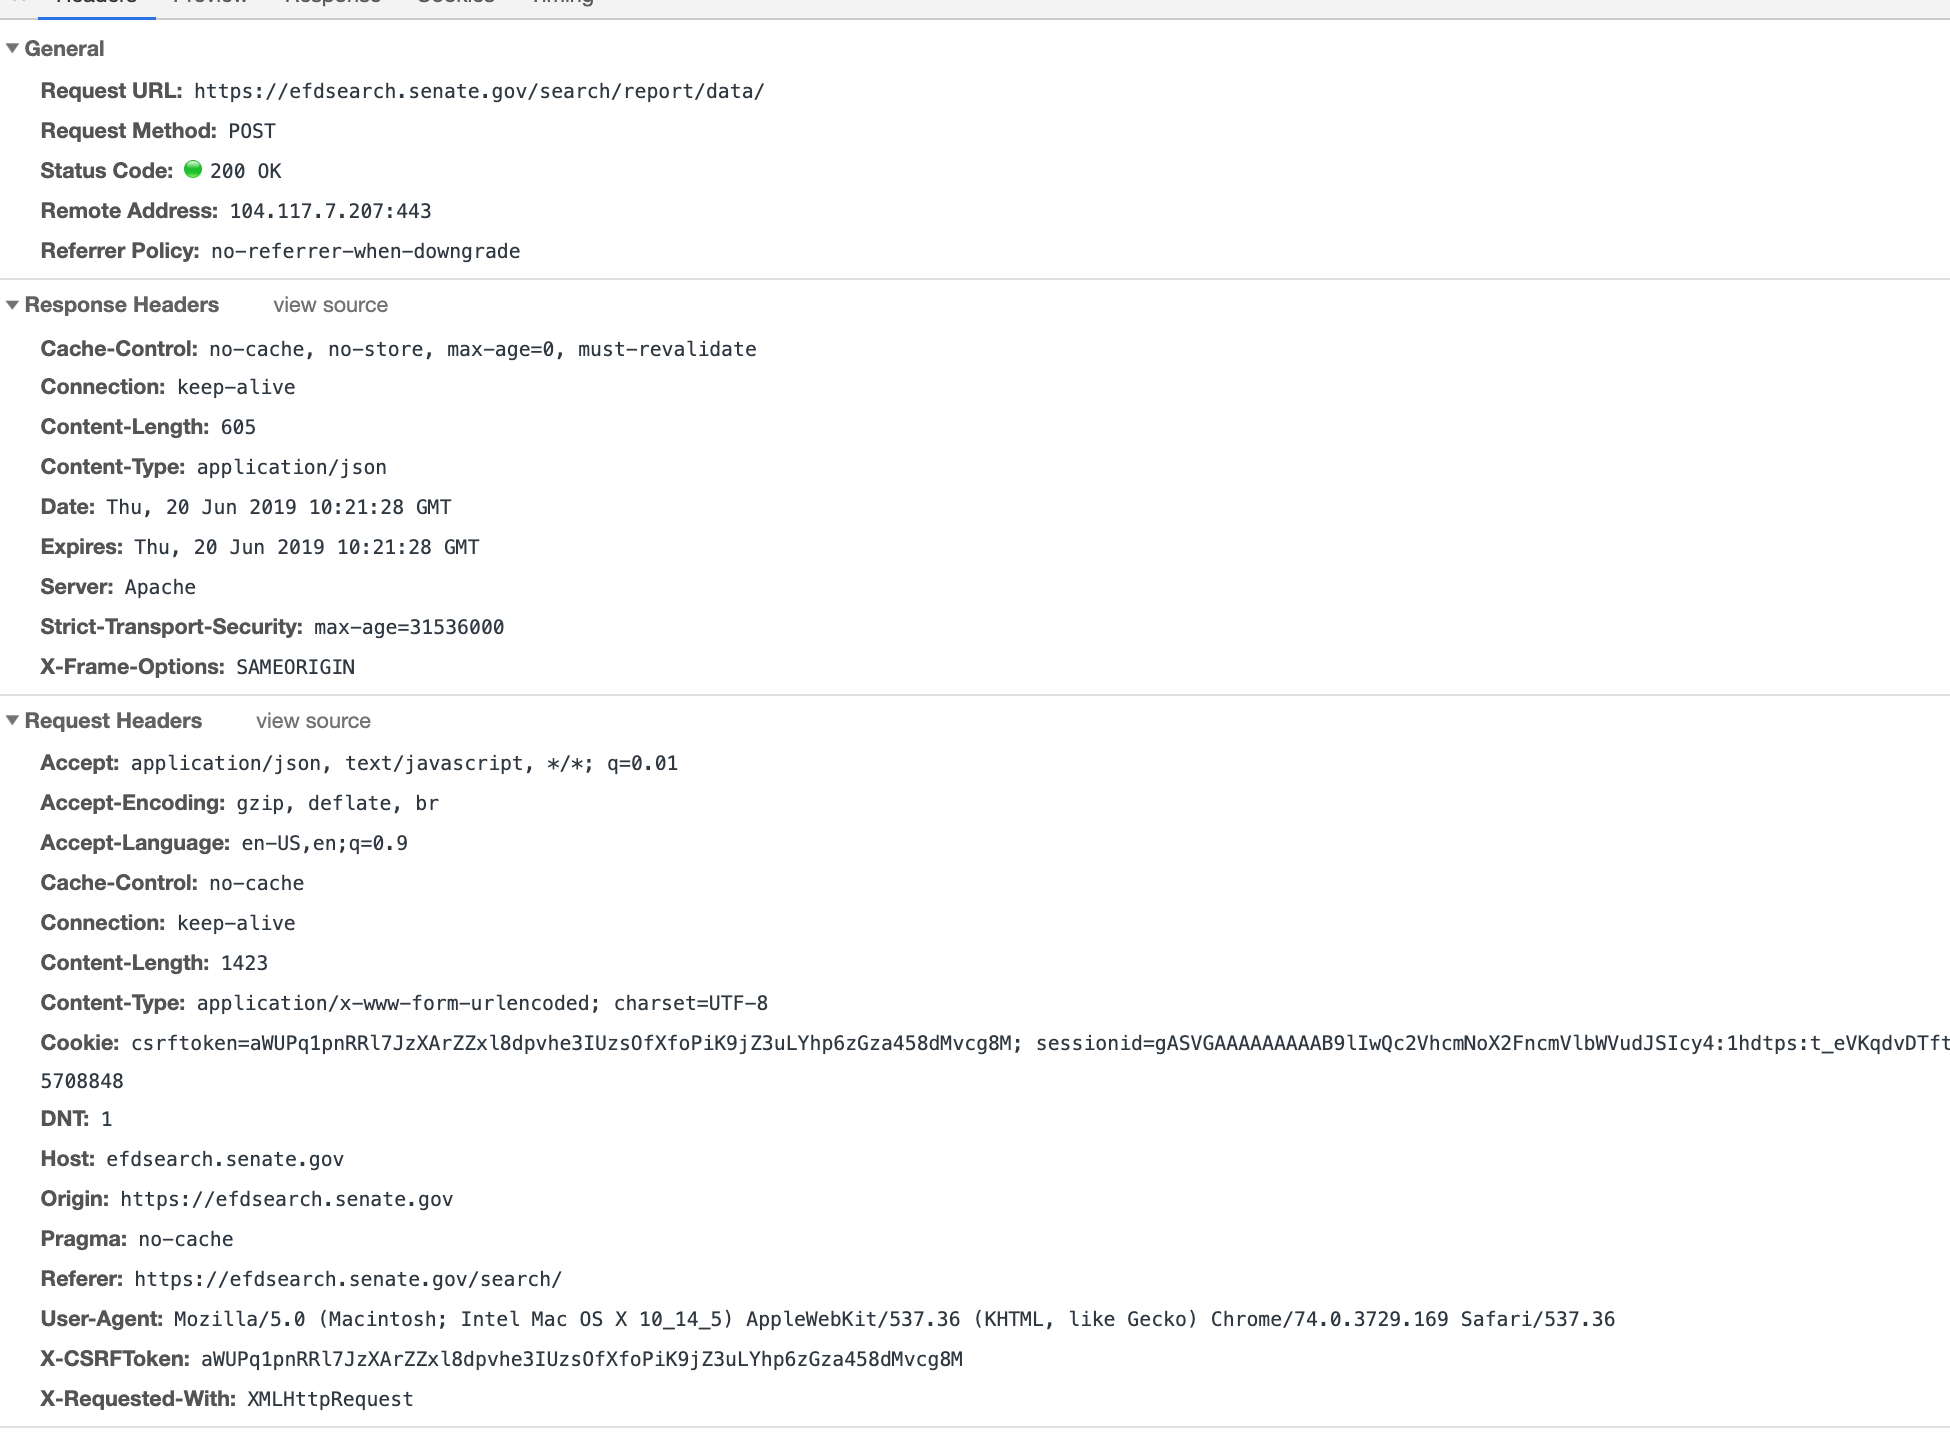 Headers Preview Response Cookies Timing
General
Request URL: https://efdsearch.senate.gov/search/report/data/
Request Method: POST
Status Code: 200 OK
Remote Address: 104.117.7.207:443
Referrer Policy: no-referrer-when-downgrade
Response Headers view source
Cache-Control: no-cache, no-store, max-age=0, must-revalidate
Connection: keep-alive
Content-Length: 605
Content-Type: application/json
Date: Thu, 20 Jun 2019 10:21:28 GMT
Expires: Thu, 20 Jun 2019 10:21:28 GMT
Server: Apache
Strict-Transport-Security: max-age=31536000
X-Frame-Options: SAMEORIGIN
Request Headers view source
Accept: application/json, text/javascript, */*; q=0.01
Accept-Encoding: gzip, deflate, br
Accept-Language: en-US,en;q=0.9
Cache-Control: no-cache
Connection: keep-alive
Content-Length: 1423
Content-Type: application/x-www-form-urlencoded; charset=UTF-8
Cookie: csrftoken=aWUPq1pnRRl7JzXArZZxl8dpvhe3IUzsOfXfoPiK9jZ3uLYhp6zGza458dMvcg8M; sessionid=gASVGAAAAAAAAAB9lIwQc2VhcmNoX2FncmVlbWVudJSIcy4:1hdtps:t_eVKqdvDTft
5708848
DNT: 1
Host: efdsearch.senate.gov
Origin: https://efdsearch.senate.gov
Pragma: no-cache
Referer: https://efdsearch.senate.gov/search/
User-Agent: Mozilla/5.0 (Macintosh; Intel Mac OS X 10_14_5) AppleWebKit/537.36 (KHTML, like Gecko) Chrome/74.0.3729.169 Safari/537.36
X-CSRFToken: aWUPq1pnRRl7JzXArZZxl8dpvhe3IUzsOfXfoPiK9jZ3uLYhp6zGza458dMvcg8M
X-Requested-With: XMLHttpRequest